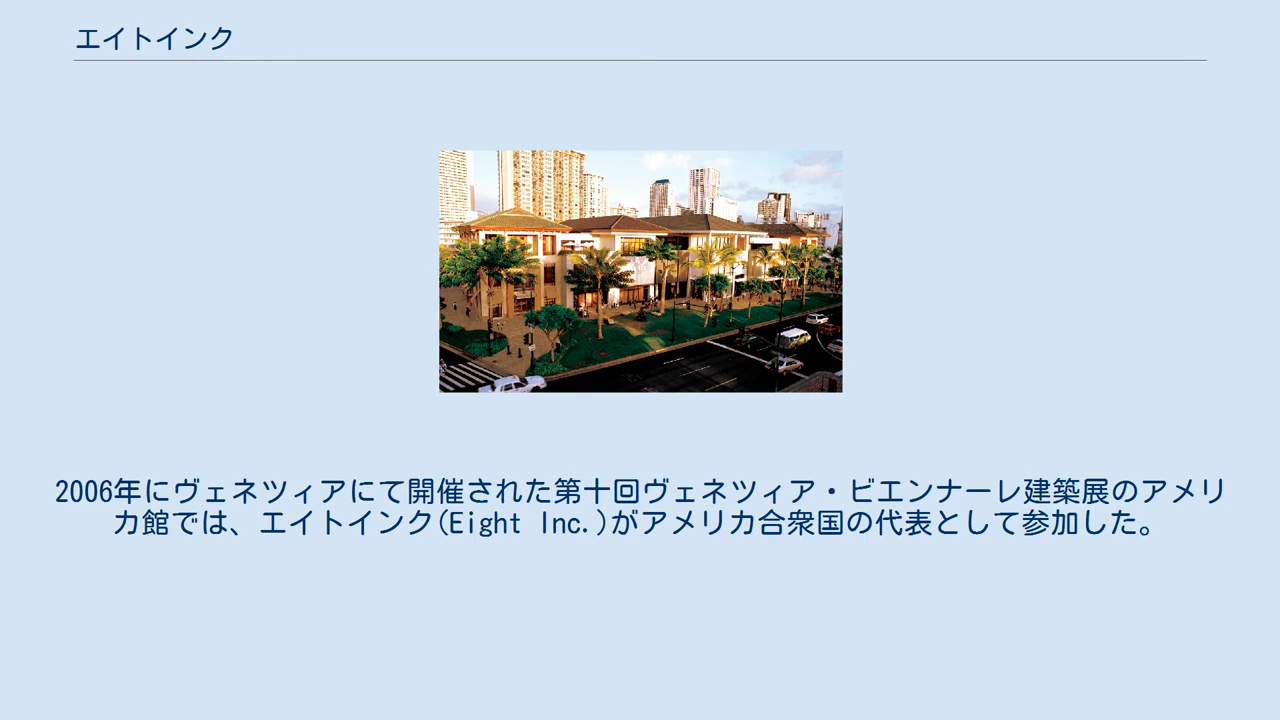 エイトインク
2006年にヴェネツィアにて開催された第十回ヴェネツィア・ビエンナーレ建築展のアメリ
カ館では、エイトインク(Eight Inc.)がアメリカ合衆国の代表として参加した。